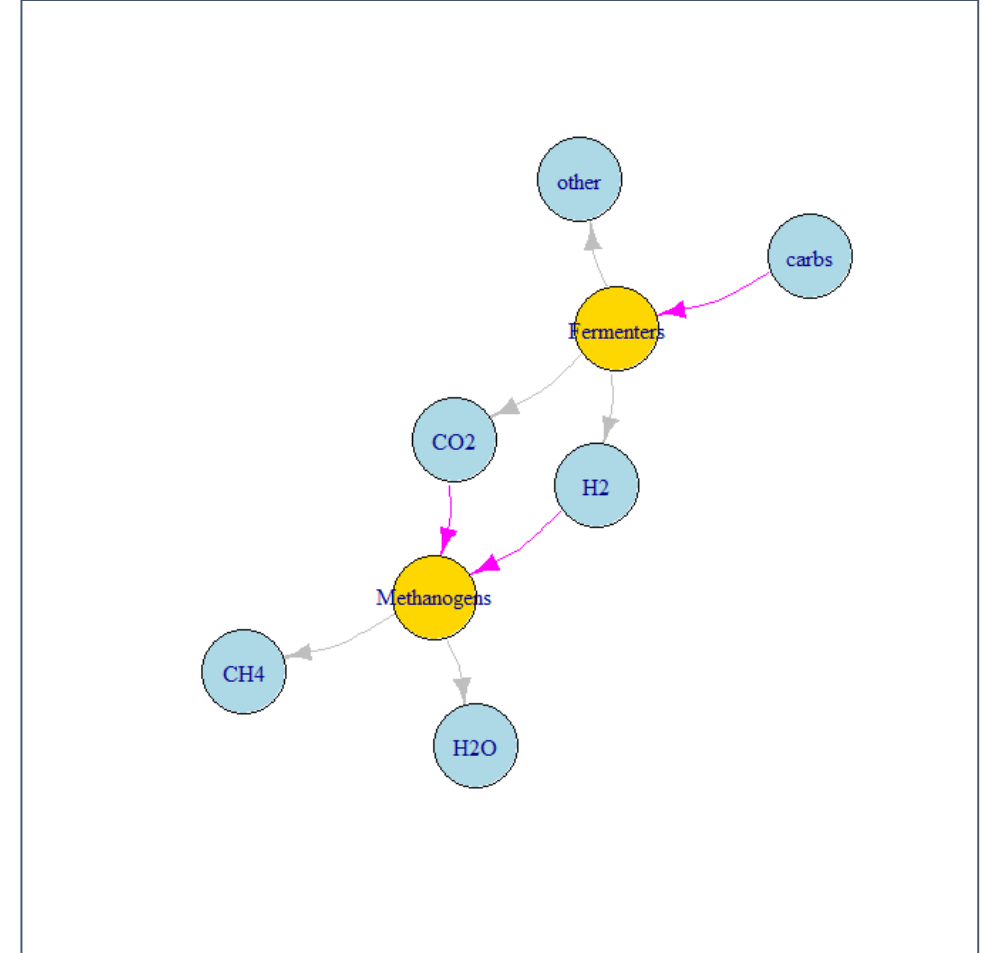 other
carbs
Fermenters
CO2
H2
Methanogens
CH4
H2O